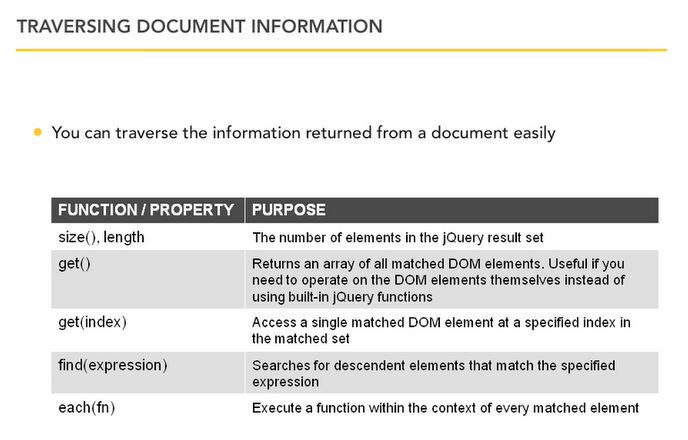 TRAVERSING DOCUMENT INFORMATION
You can traverse the information returned from a document easily
FUNCTION / PROPERTY PURPOSE
size(), length The number of elements in the jQuery result set
get() Returns an array of all matched DOM elements. Useful if you
need to operate on the DOM elements themselves instead of
using built-in jQuery functions
get(index) Access a single matched DOM element at a specified index in
the matched set
find(expression) Searches for descendent elements that match the specified
expression
each(fn) Execute a function within the context of every matched element